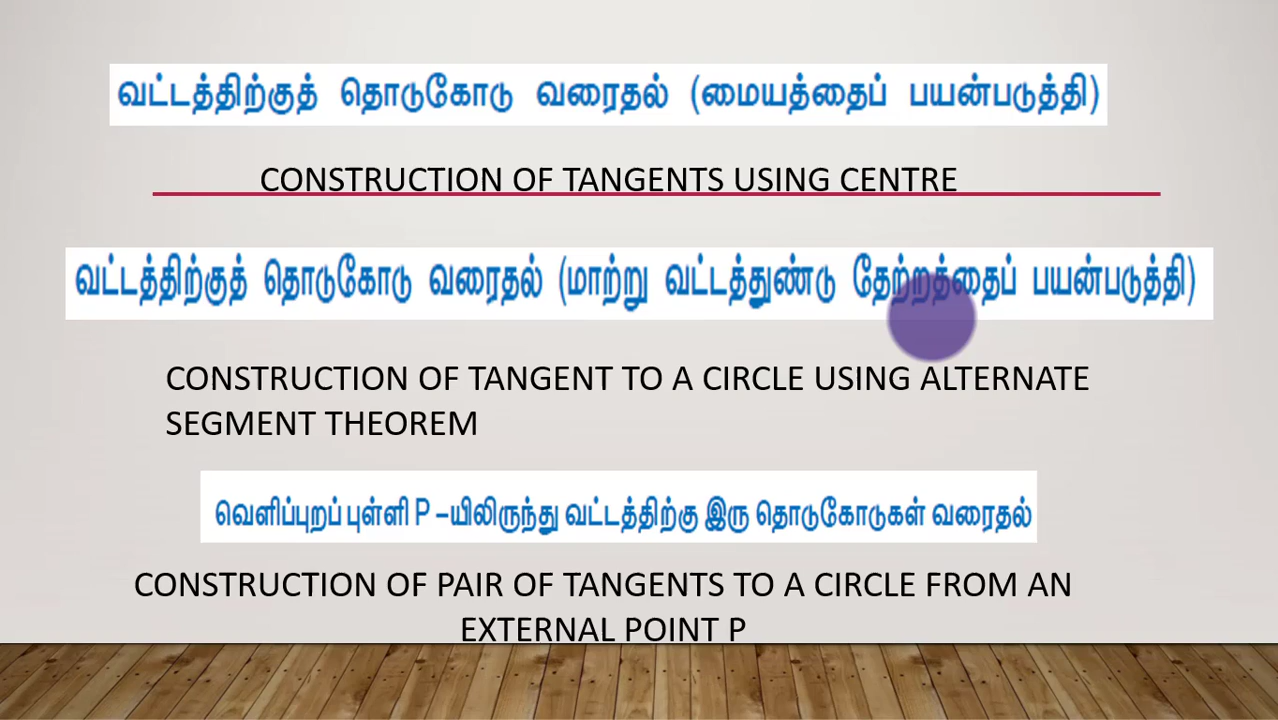 வட்டத்திற்குத் தொடுகோடு வரைதல் (மையத்தைப் பயன்படுத்தி)
CONSTRUCTION OF TANGENTS USING CENTRE
வட்டத்திற்குத் தொடுகோடு வரைதல் (மாற்று வட்டத்துண்டு தேற்றத்தைப் பயன்படுத்தி)
CONSTRUCTION OF TANGENT TO A CIRCLE USING ALTERNATE
SEGMENT THEOREM
வெளிப்புறப் புள்ளி P –யிலிருந்து வட்டத்திற்கு இரு தொடுகோடுகள் வரைதல்
CONSTRUCTION OF PAIR OF TANGENTS TO A CIRCLE FROM AN
EXTERNAL POINT P